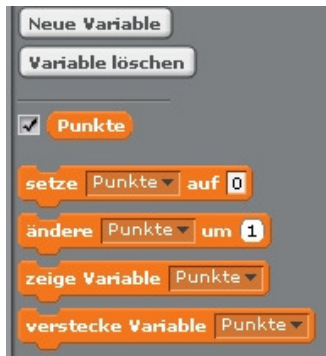 Neue Variable
Variable löschen
Punkte
setze Punkte auf 0
ändere Punkte um 1
zeige Variable Punkte
verstecke Variable Punkte